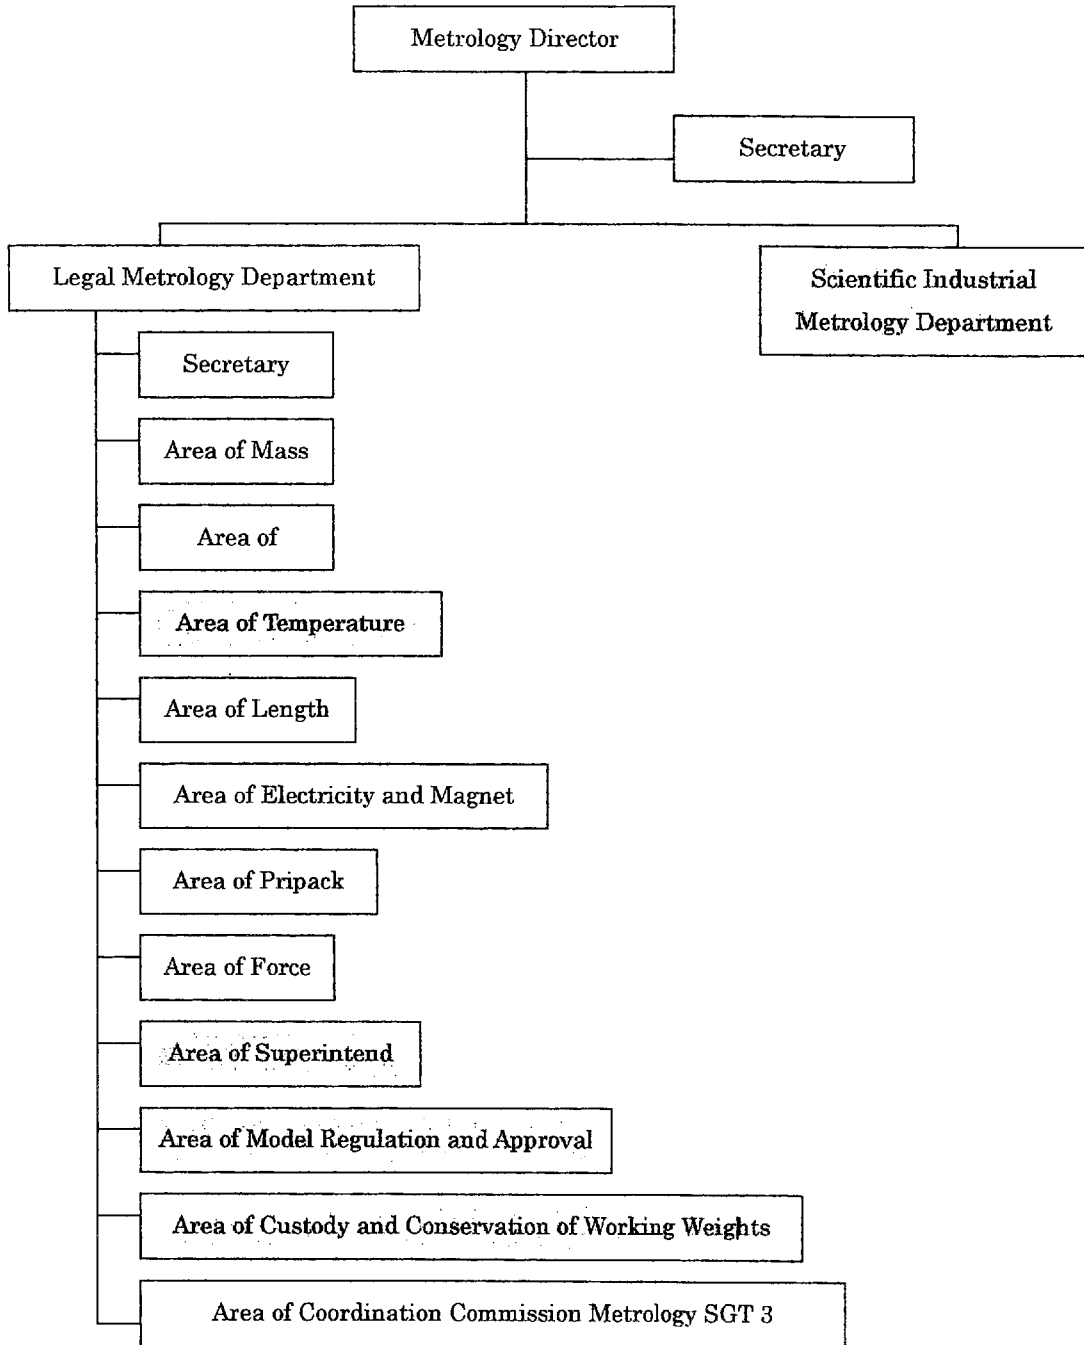 Metrology Director
Secretary
Legal Metrology Department
Scientific Industrial
Metrology Department
Secretary
Area of Mass
Area of
Area of Temperature
Area of Length
Area of Electricity and Magnet
Area of Pripack
Area of Force
Area of Superintend
Area of Model Regulation and Approval
Area of Custody and Conservation of Working Weights
Area of Coordination Commission Metrology SGT 3